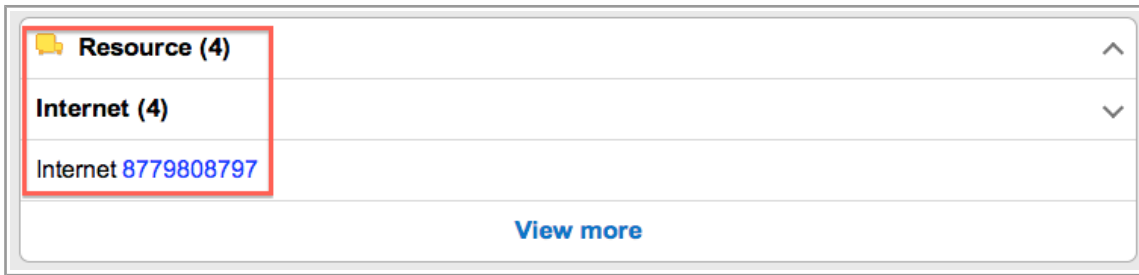 Resource (4)
Internet (4)
Internet 8779808797
View more